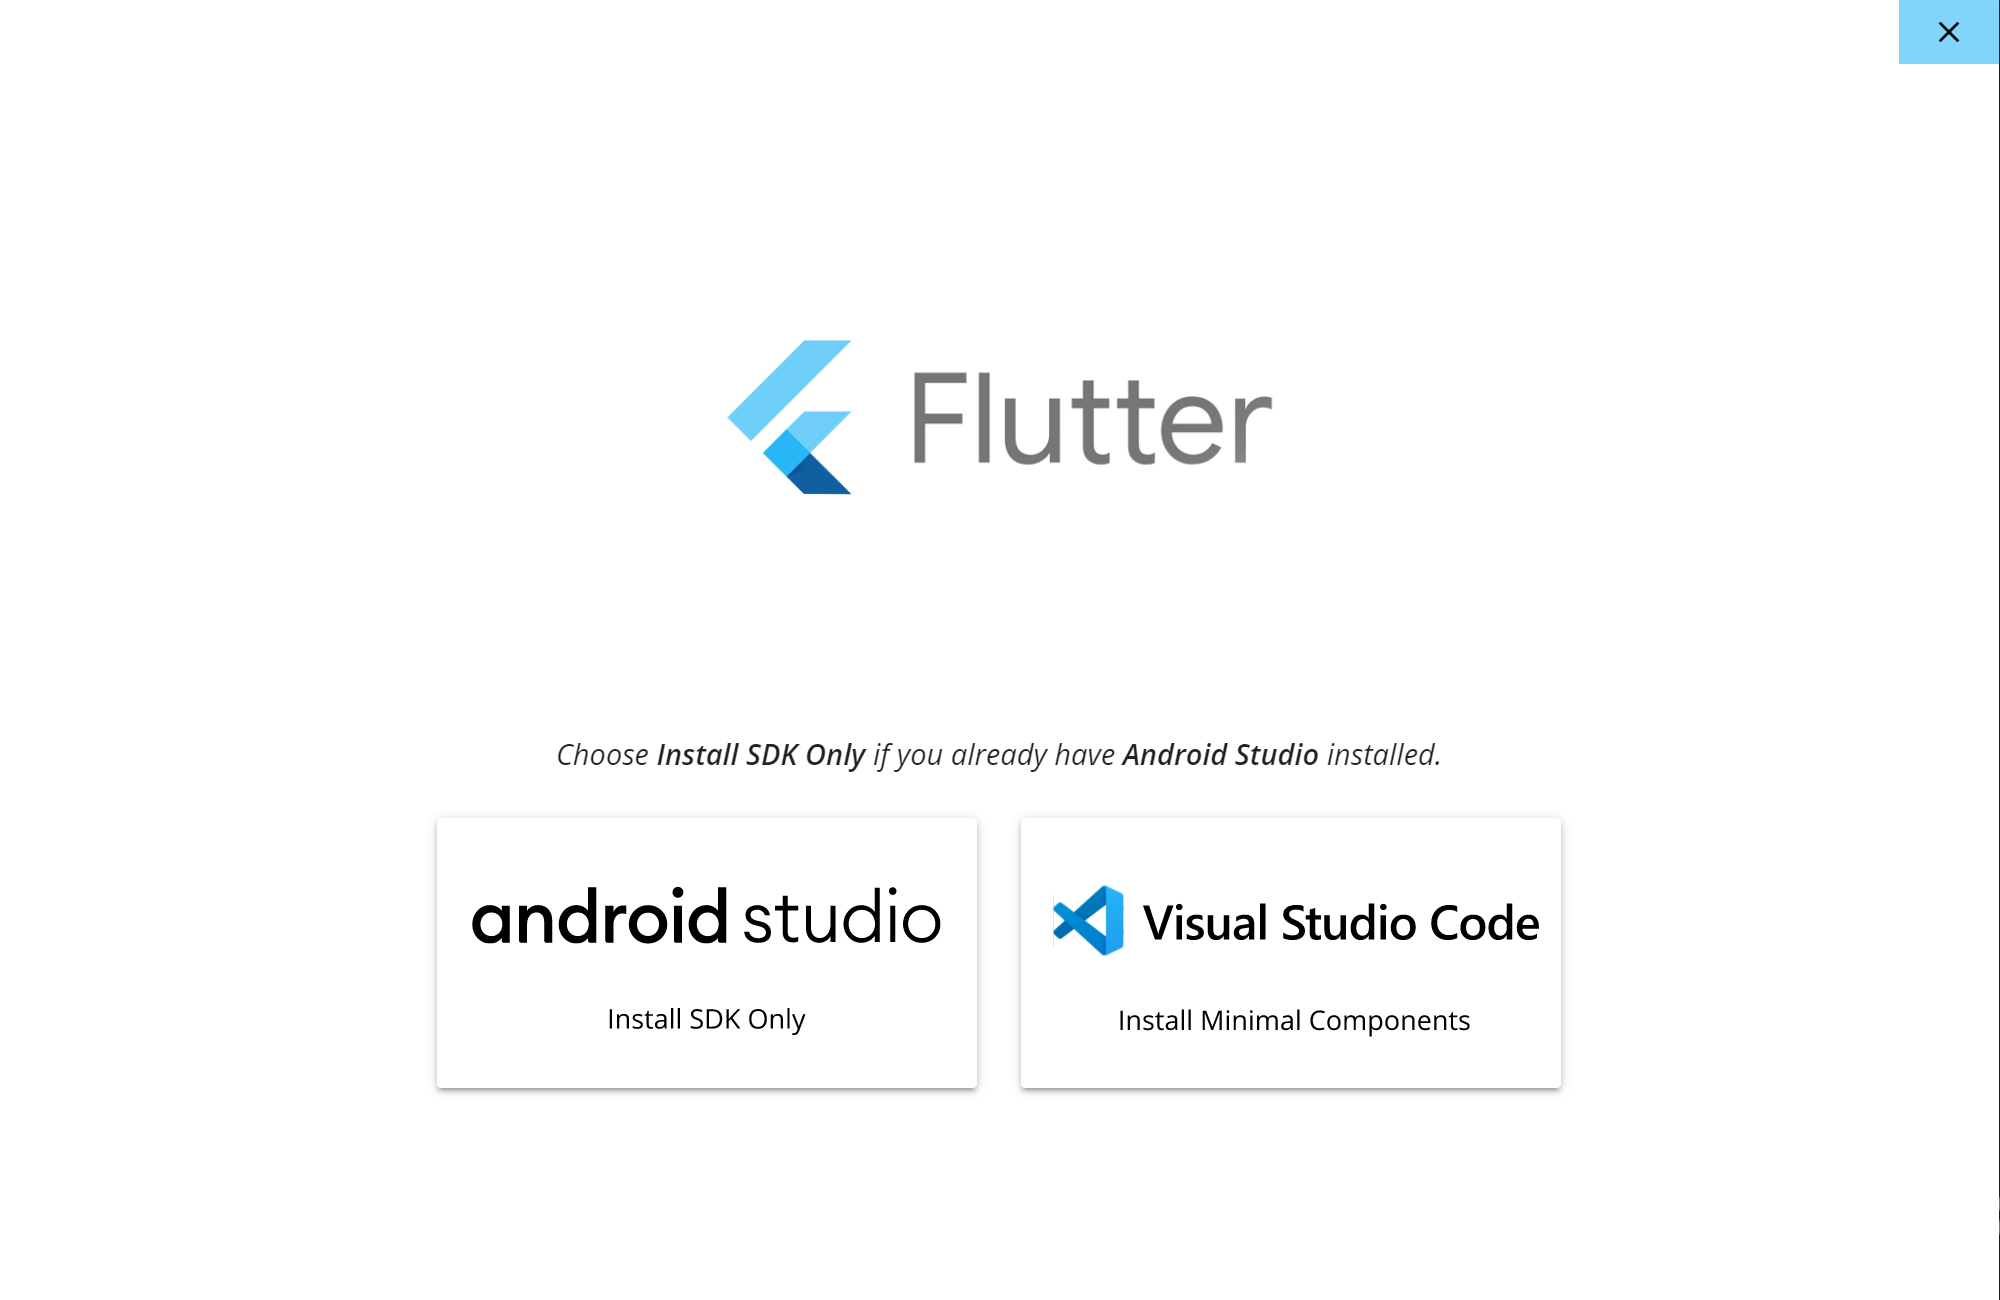 Flutter
Choose Install SDK Only if you already have Android Studio installed.
android studio
Install SDK Only
Visual Studio Code
Install Minimal Components